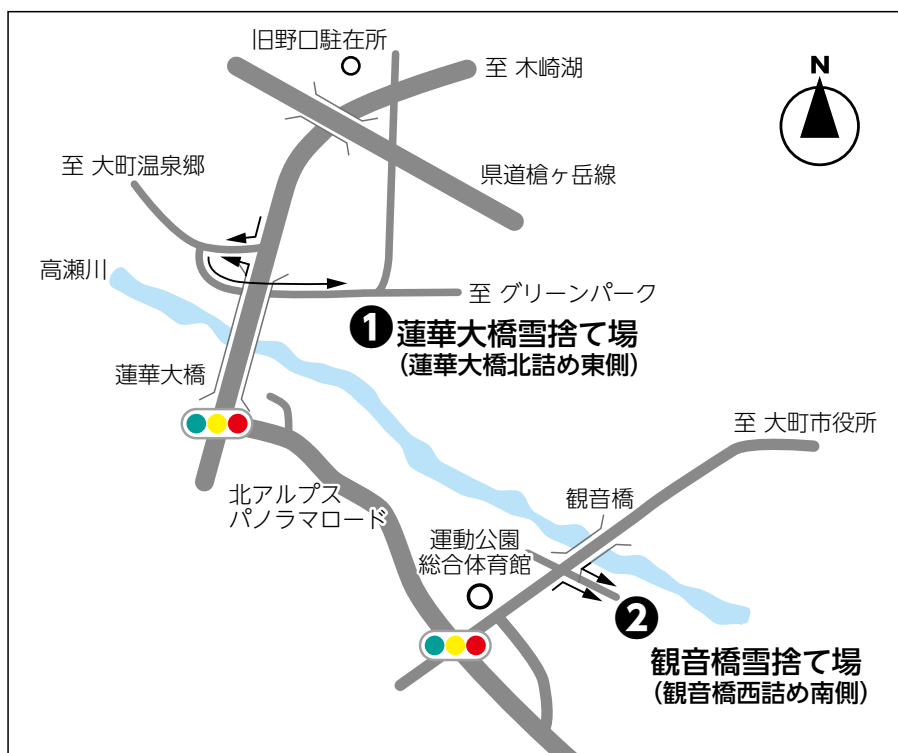 旧野口駐在所
至 木崎湖
N
至 大町温泉郷
県道槍ヶ岳線
高瀬川
至 グリーンパーク
❶蓮華大橋雪捨て場
(蓮華大橋北詰め東側)
蓮華大橋
至 大町市役所
北アルプス
パノラマロード
観音橋
運動公園
総合体育館
❷
観音橋雪捨て場
(観音橋西詰め南側)